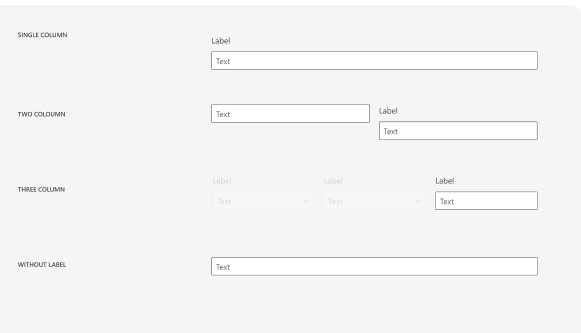 SINGLE COLUMN
Label
Text
TWO COLOUMN
Text
Label
Text
THREE COLUMN
Label Label Label
Text Text Text
WITHOUT LABEL
Text